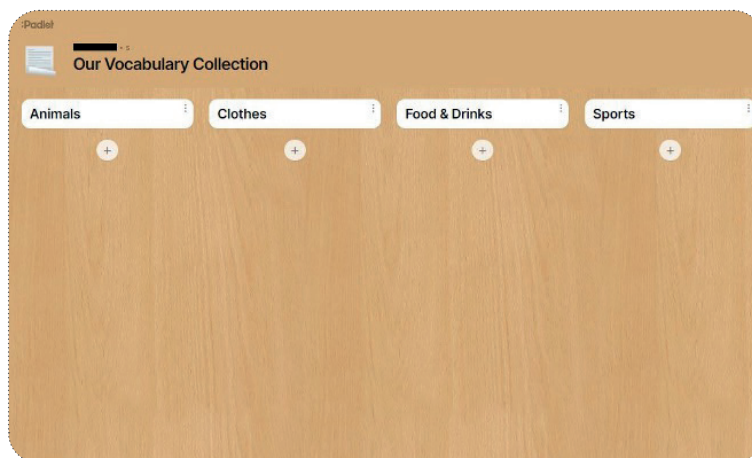 :Padlet
Our Vocabulary Collection
Animals
Clothes
Food & Drinks
Sports